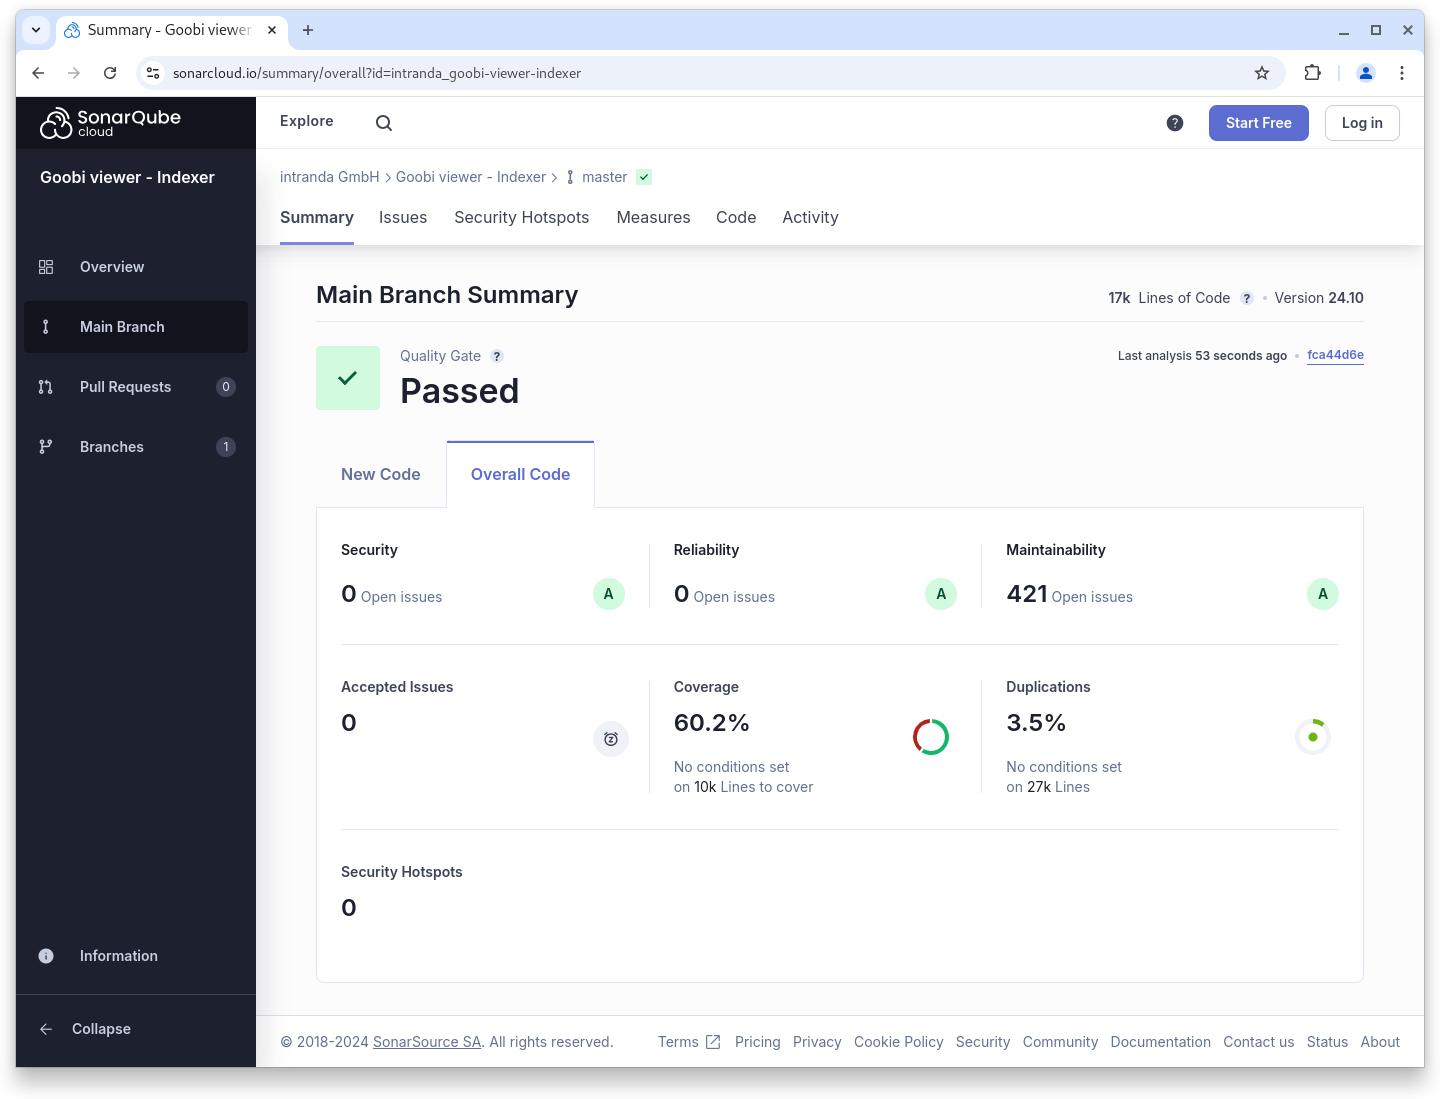 Summary - Goobi viewer
sonarcloud.io/summary/overall?id=intranda_goobi-viewer-indexer
SonarQube
cloud
Explore
Start Free
Log in
Goobi viewer - Indexer
intranda GmbH > Goobi viewer - Indexer > master
Summary Issues Security Hotspots Measures Code Activity
Overview
Main Branch
Pull Requests 0
Branches 1
Information
Collapse
Main Branch Summary
17k Lines of Code ? • Version 24.10
Quality Gate ?
Passed
Last analysis 53 seconds ago • fca44d6e
New Code Overall Code
Security
0 Open issues A
Reliability
0 Open issues A
Maintainability
421 Open issues A
Accepted Issues
0
Coverage
60.2%
No conditions set
on 10k Lines to cover
Duplications
3.5%
No conditions set
on 27k Lines
Security Hotspots
0
© 2018-2024 SonarSource SA. All rights reserved. Terms Pricing Privacy Cookie Policy Security Community Documentation Contact us Status About